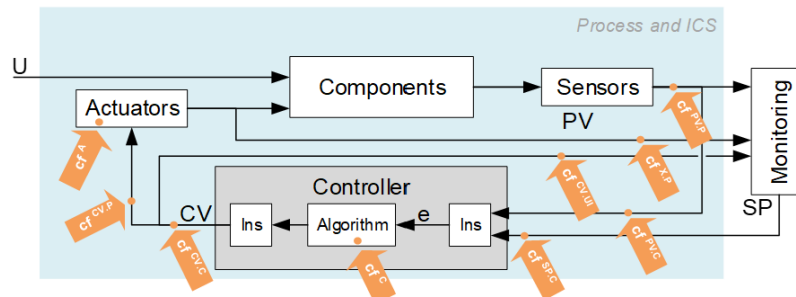 Process and ICS
U
Components
Sensors
Actuators
PV
Monitoring
cf PV,P
cf A
cf X,P
cf CV,UI
Controller
SP
CV
cf CV,P
Ins
Algorithm
e
Ins
cf CV,C
cf C
cf SP,C
cf PV,C